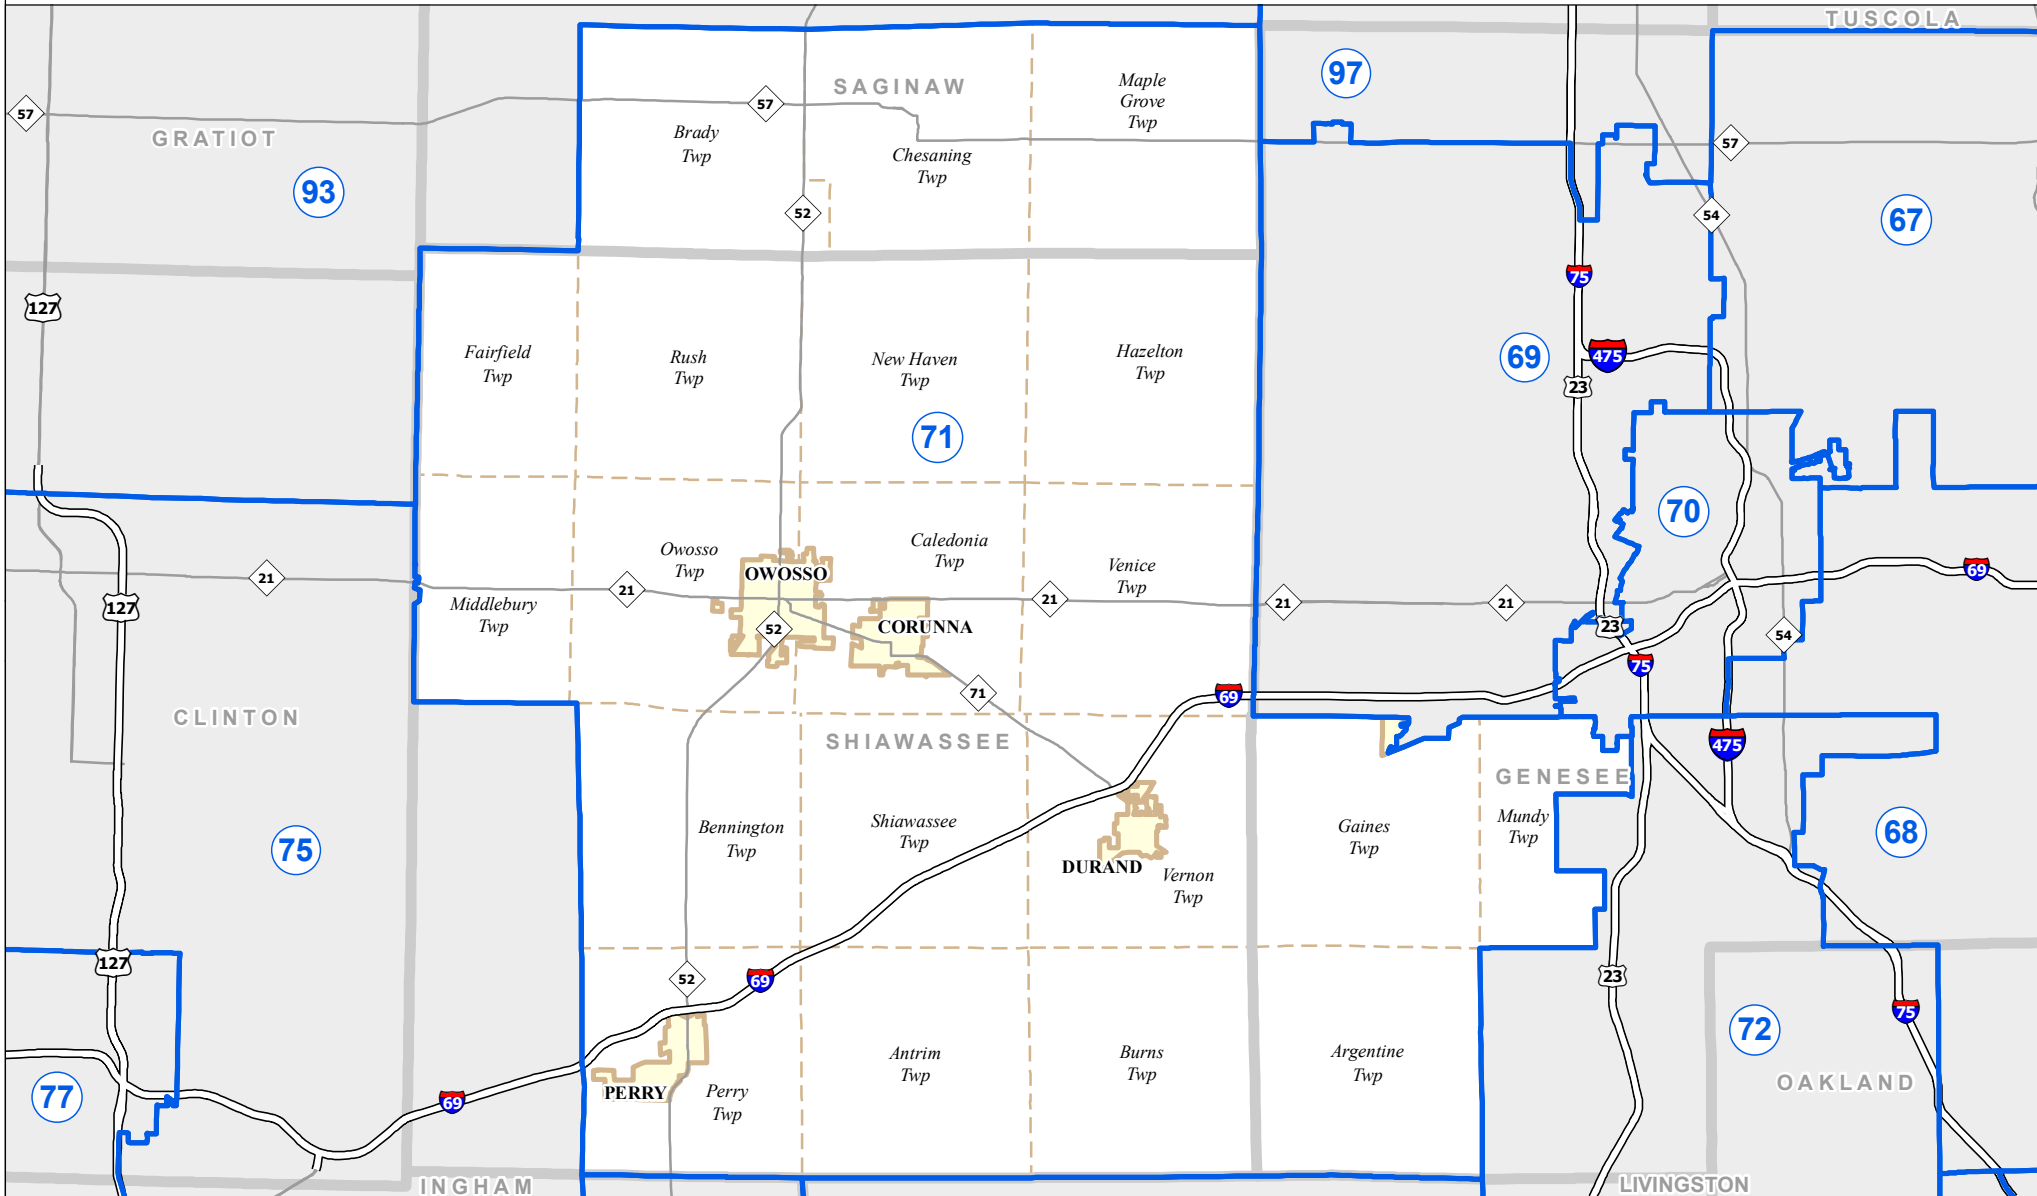 TUSCOLA
97
SAGINAW
Maple
Grove
Twp
57
57
57
GRATIOT
Brady
Twp
Chesaning
Twp
93
52
54
67
75
127
Fairfield
Twp
Rush
Twp
New Haven
Twp
Hazelton
Twp
69
475
23
71
70
Owosso
Twp
Caledonia
Twp
Venice
Twp
OWOSSO
21
21
21
21
21
69
127
Middlebury
Twp
52
CORUNNA
23
54
75
71
69
CLINTON
SHIAWASSEE
475
GENESEE
Bennington
Twp
Shiawassee
Twp
Gaines
Twp
Mundy
Twp
68
75
DURAND
Vernon
Twp
127
52
69
23
75
72
Antrim
Twp
Burns
Twp
Argentine
Twp
OAKLAND
77
69
PERRY
Perry
Twp
INGHAM
LIVINGSTON